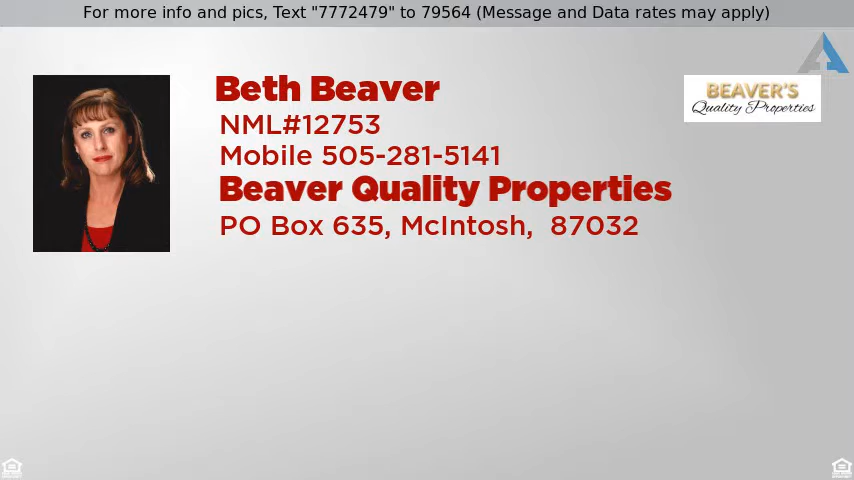 For more info and pics, Text "7772479" to 79564 (Message and Data rates may apply)
Beth Beaver
NML#12753
Mobile 505-281-5141
Beaver Quality Properties
PO Box 635, McIntosh,  87032
BEAVER'S
Quality Properties